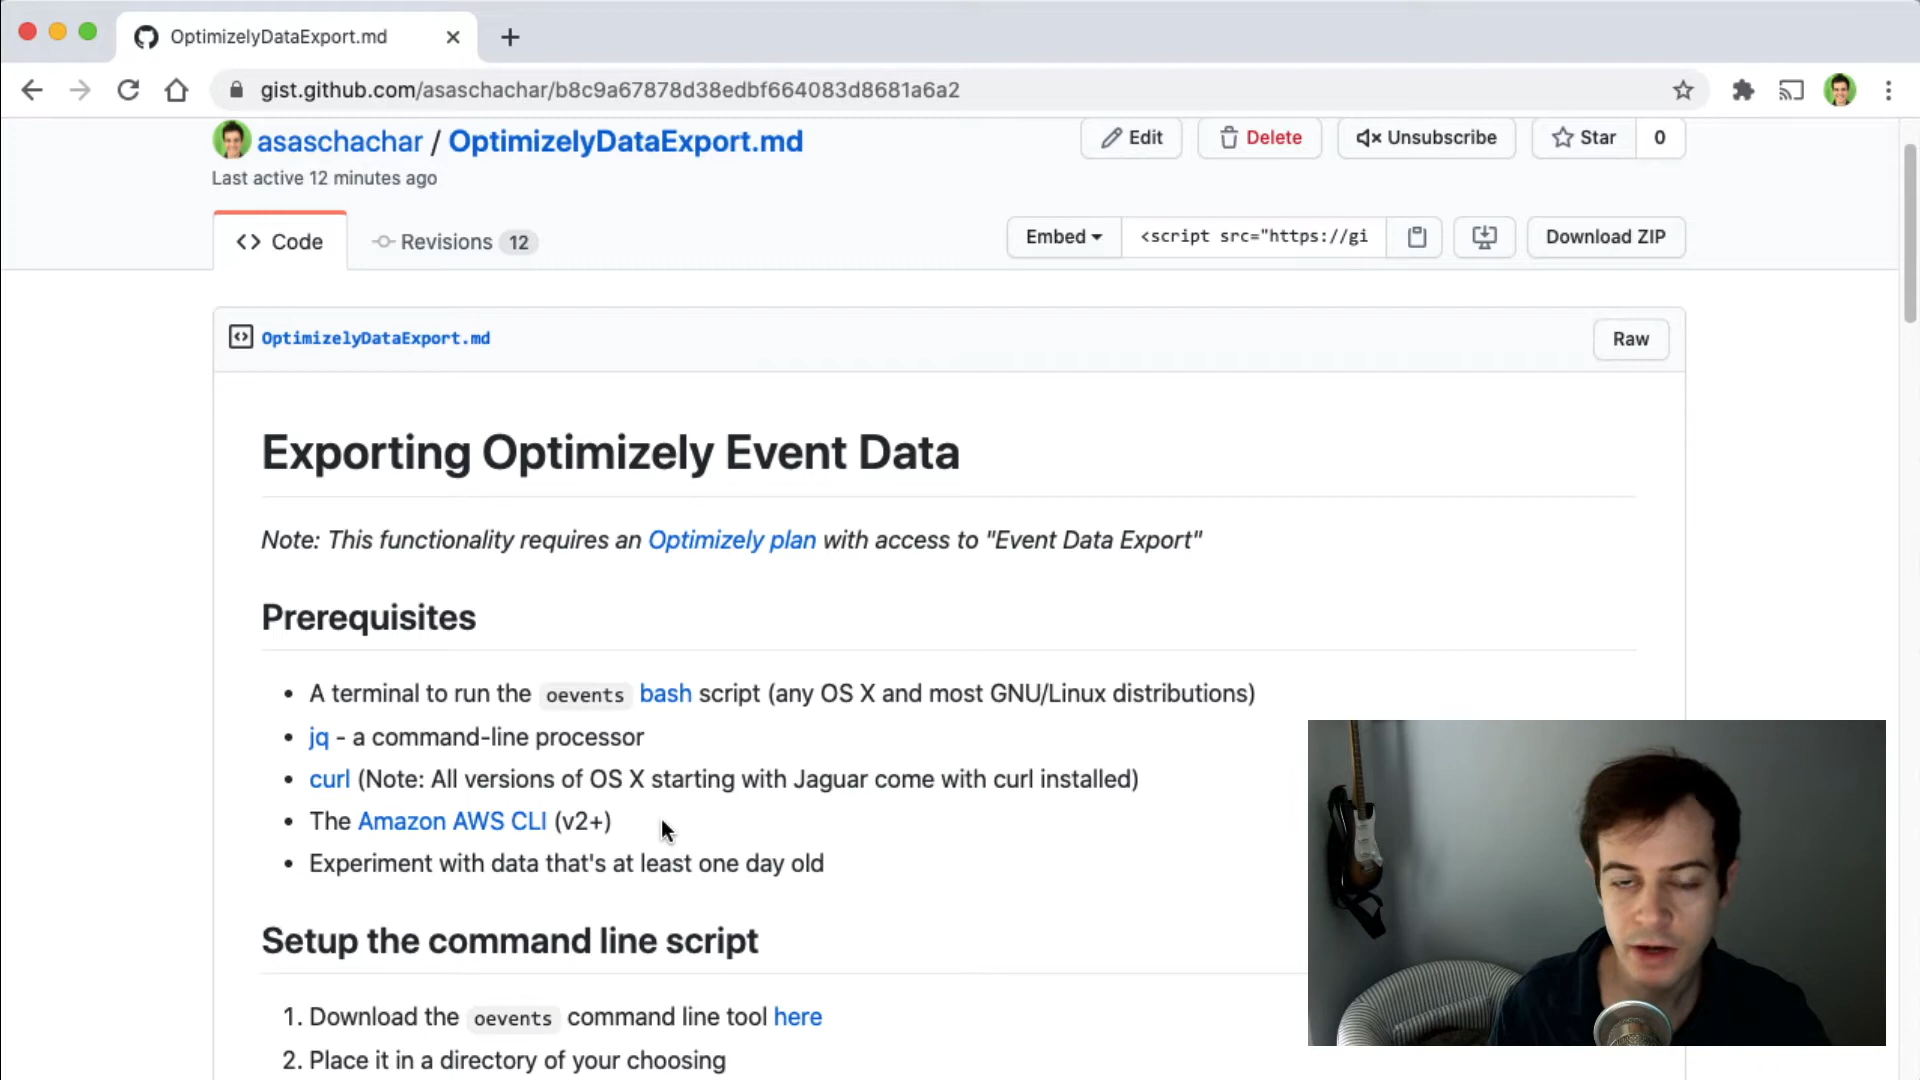 OptimizelyDataExport.md
gist.github.com/asaschachar/b8c9a67878d38edbf664083d8681a6a2
asaschachar / OptimizelyDataExport.md
Edit
Delete
Unsubscribe
Star
0
Last active 12 minutes ago
Code
Revisions 12
Embed
<script src="https://gi
Download ZIP
OptimizelyDataExport.md
Raw
Exporting Optimizely Event Data
Note: This functionality requires an Optimizely plan with access to "Event Data Export"
Prerequisites
• A terminal to run the oevents bash script (any OS X and most GNU/Linux distributions)
• jq - a command-line processor
• curl (Note: All versions of OS X starting with Jaguar come with curl installed)
• The Amazon AWS CLI (v2+)
• Experiment with data that's at least one day old
Setup the command line script
1. Download the oevents command line tool here
2. Place it in a directory of your choosing